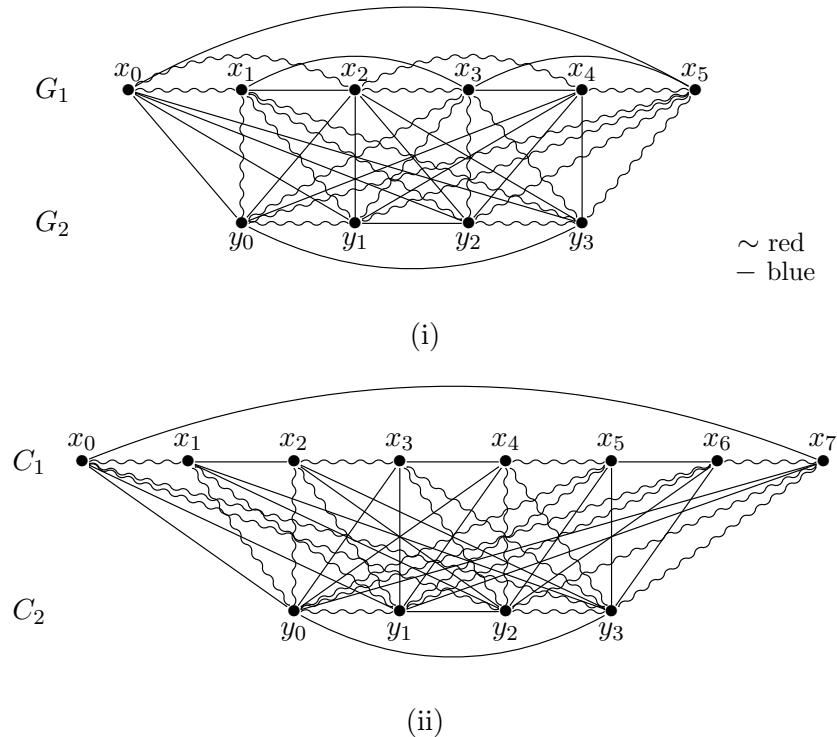 x₀ x₁ x₂ x₃ x₄ x₅
G₁
G₂
y₀ y₁ y₂ y₃
∼ red
− blue
(i)
x₀ x₁ x₂ x₃ x₄ x₅ x₆ x₇
C₁
C₂
y₀ y₁ y₂ y₃
(ii)